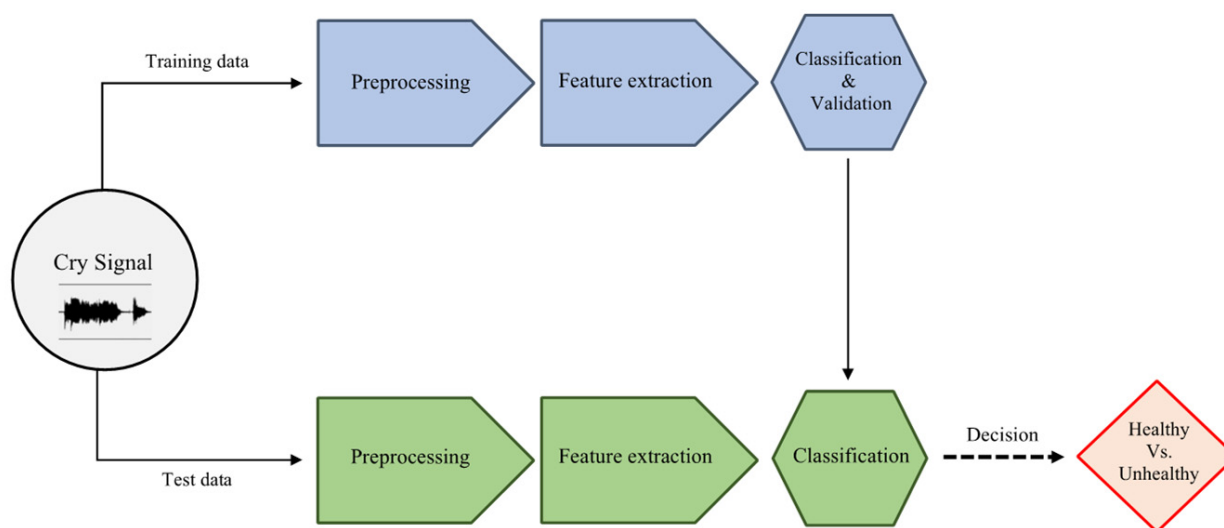 Training data
Preprocessing
Feature extraction
Classification
&
Validation
Cry Signal
Test data
Preprocessing
Feature extraction
Classification
Decision
Healthy
Vs.
Unhealthy